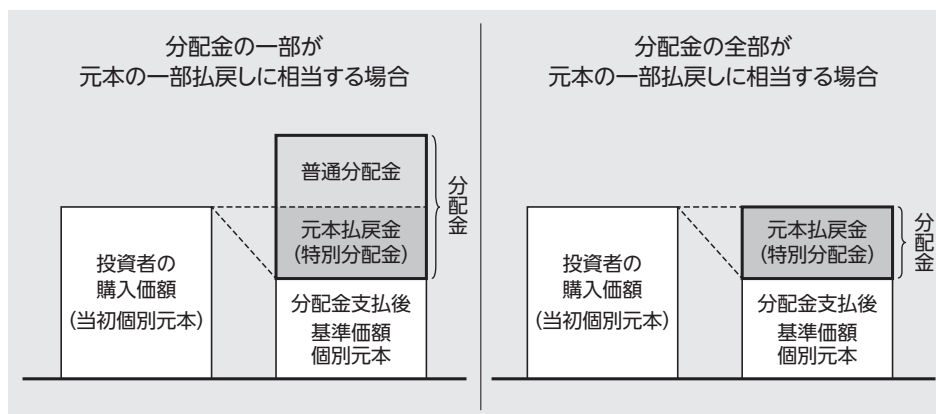 分配金の一部が
元本の一部払戻しに相当する場合
普通分配金
元本払戻金
(特別分配金)
分配金
投資者の
購入価額
(当初個別元本)
分配金支払後
基準価額
個別元本
分配金の全部が
元本の一部払戻しに相当する場合
元本払戻金
(特別分配金)
分配金
投資者の
購入価額
(当初個別元本)
分配金支払後
基準価額
個別元本